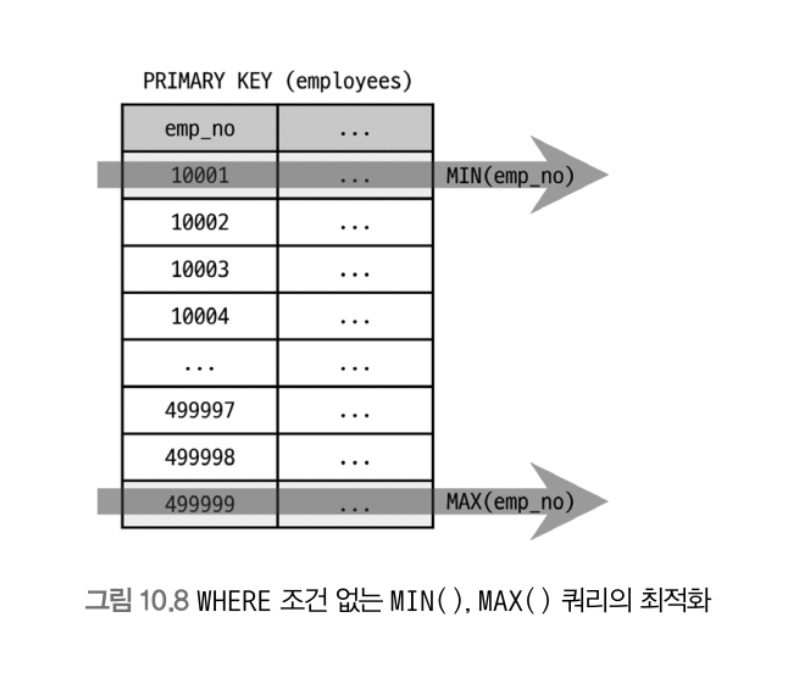 PRIMARY KEY (employees)
emp_no ...
10001 ... MIN(emp_no)
10002 ...
10003 ...
10004 ...
... ...
499997 ...
499998 ...
499999 ... MAX(emp_no)
그림 10.8 WHERE 조건 없는 MIN(), MAX() 쿼리의 최적화